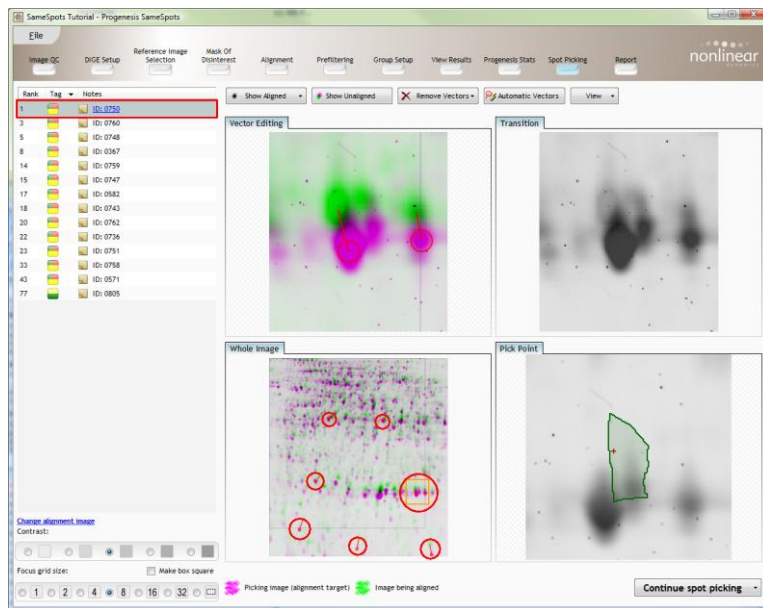 SameSpots Tutorial - Progenesis SameSpots
File
Image QC
DIGE Setup
Reference Image
Selection
Mask Of
Disinterest
Alignment
Prefiltering
Group Setup
View Results
Progenesis Stats
Spot Picking
Report
nonlinear
DYNAMICS
Rank Tag Notes
1 ID: 0750
3 ID: 0760
5 ID: 0748
8 ID: 0367
14 ID: 0759
15 ID: 0747
17 ID: 0582
18 ID: 0743
20 ID: 0762
22 ID: 0736
23 ID: 0751
33 ID: 0758
43 ID: 0571
77 ID: 0805
Show Aligned
Show Unaligned
Remove Vectors
Automatic Vectors
View
Vector Editing
Transition
Whole Image
Pick Point
Change alignment image
Contrast:
Focus grid size:
Make box square
1 2 4 8 16 32
Picking image (alignment target)
Image being aligned
Continue spot picking